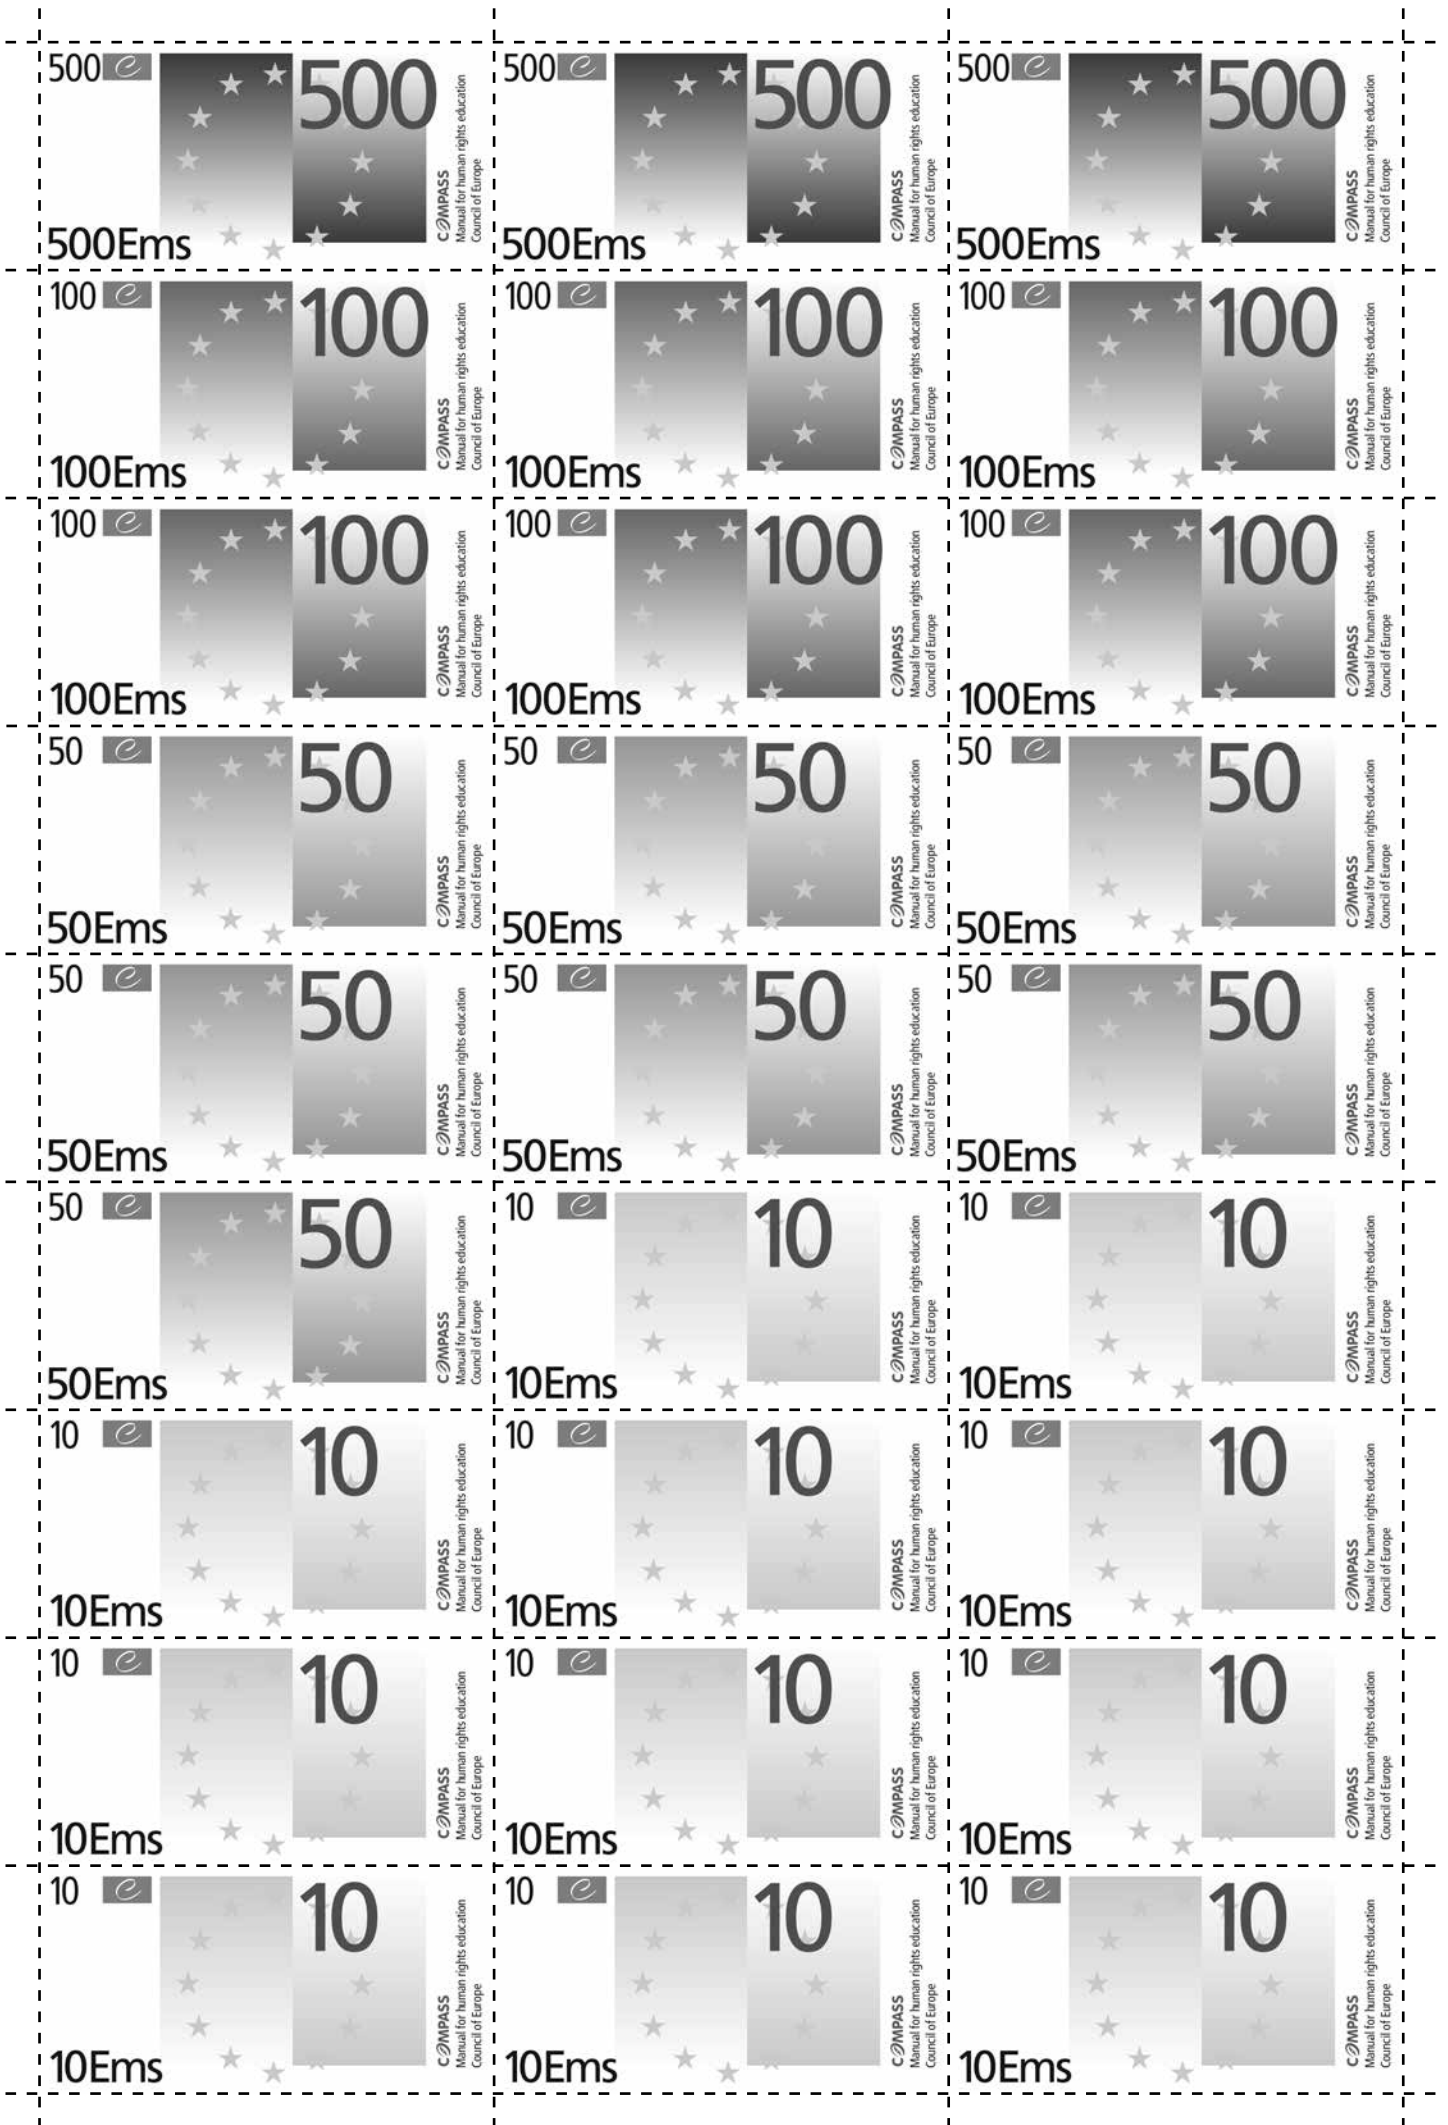 500 500
COMPASS
Manual for human rights education
Council of Europe
500Ems
500 500
COMPASS
Manual for human rights education
Council of Europe
500Ems
500 500
COMPASS
Manual for human rights education
Council of Europe
500Ems
100 100
COMPASS
Manual for human rights education
Council of Europe
100Ems
100 100
COMPASS
Manual for human rights education
Council of Europe
100Ems
100 100
COMPASS
Manual for human rights education
Council of Europe
100Ems
100 100
COMPASS
Manual for human rights education
Council of Europe
100Ems
100 100
COMPASS
Manual for human rights education
Council of Europe
100Ems
100 100
COMPASS
Manual for human rights education
Council of Europe
100Ems
50 50
COMPASS
Manual for human rights education
Council of Europe
50Ems
50 50
COMPASS
Manual for human rights education
Council of Europe
50Ems
50 50
COMPASS
Manual for human rights education
Council of Europe
50Ems
50 50
COMPASS
Manual for human rights education
Council of Europe
50Ems
50 50
COMPASS
Manual for human rights education
Council of Europe
50Ems
50 50
COMPASS
Manual for human rights education
Council of Europe
50Ems
50 50
COMPASS
Manual for human rights education
Council of Europe
50Ems
10 10
COMPASS
Manual for human rights education
Council of Europe
10Ems
10 10
COMPASS
Manual for human rights education
Council of Europe
10Ems
10 10
COMPASS
Manual for human rights education
Council of Europe
10Ems
10 10
COMPASS
Manual for human rights education
Council of Europe
10Ems
10 10
COMPASS
Manual for human rights education
Council of Europe
10Ems
10 10
COMPASS
Manual for human rights education
Council of Europe
10Ems
10 10
COMPASS
Manual for human rights education
Council of Europe
10Ems
10 10
COMPASS
Manual for human rights education
Council of Europe
10Ems
10 10
COMPASS
Manual for human rights education
Council of Europe
10Ems
10 10
COMPASS
Manual for human rights education
Council of Europe
10Ems
10 10
COMPASS
Manual for human rights education
Council of Europe
10Ems